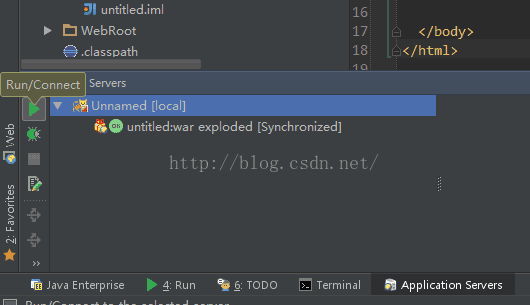 untitled.iml
WebRoot
.classpath
16
17
18
19
</body>
</html>
Run/Connect
Servers
Unnamed [local]
untitled:war exploded [Synchronized]
http://blog.csdn.net/
Web
2: Favorites
Java Enterprise
4: Run
6: TODO
Terminal
Application Servers
Run/Connect to the selected server